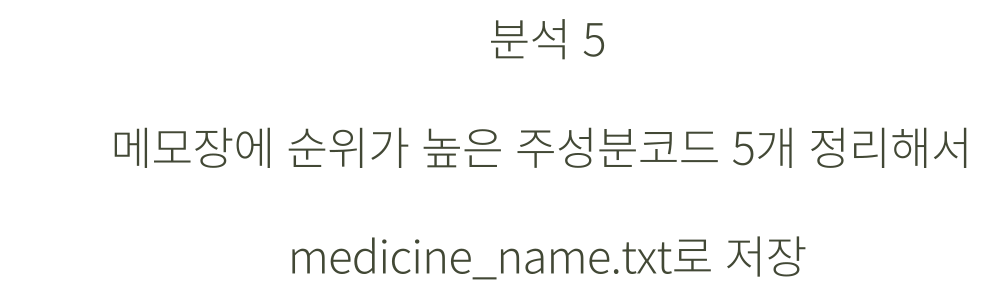 분석 5
메모장에 순위가 높은 주성분코드 5개 정리해서
medicine_name.txt로 저장